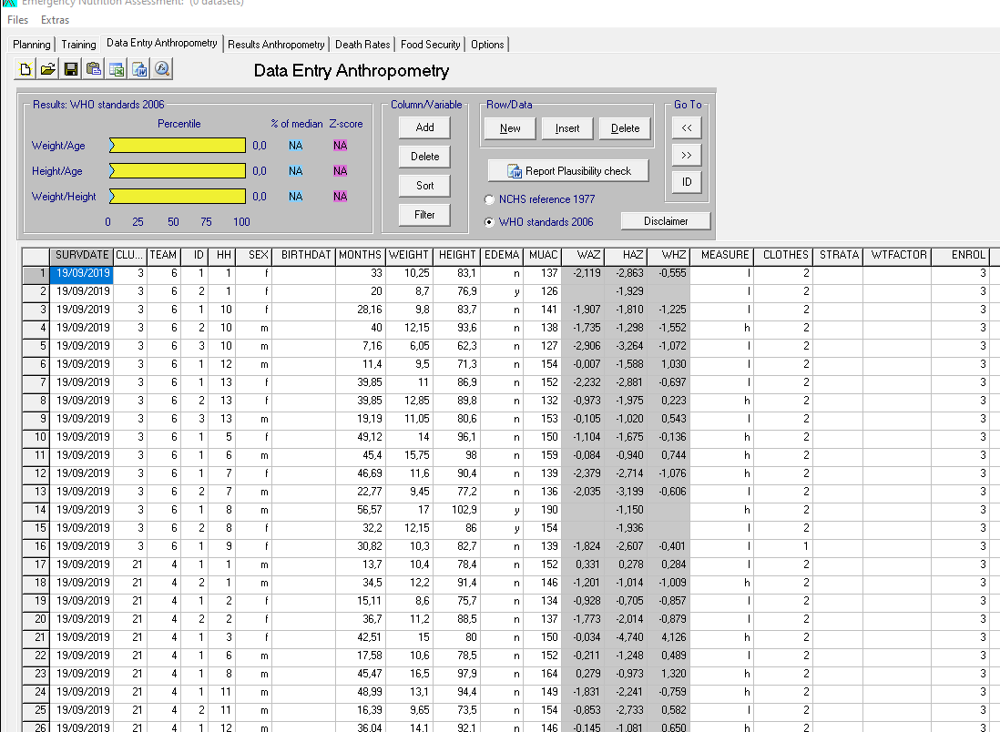 Emergency Nutrition Assessment: (0 datasets)
Files Extras
Planning Training Data Entry Anthropometry Results Anthropometry Death Rates Food Security Options
Data Entry Anthropometry
Results: WHO standards 2006 Column/Variable Row/Data Go To
Percentile % of median Z-score Add New Insert Delete <<
Weight/Age 0,0 NA NA Delete >>
Height/Age 0,0 NA NA Sort Report Plausibility check ID
Weight/Height 0,0 NA NA Filter NCHS reference 1977
0 25 50 75 100 WHO standards 2006 Disclaimer
SURVDATE CLU... TEAM ID HH SEX BIRTHDAT MONTHS WEIGHT HEIGHT EDEMA MUAC WAZ HAZ WHZ MEASURE CLOTHES STRATA WTFACTOR ENROL
1 19/09/2019 3 6 1 1 f 33 10,25 83,1 n 137 -2,119 -2,863 -0,555 l 2 3
2 19/09/2019 3 6 2 1 f 20 8,7 76,9 y 126 -1,929 l 2 3
3 19/09/2019 3 6 1 10 f 28,16 9,8 83,7 n 141 -1,907 -1,810 -1,225 l 2 3
4 19/09/2019 3 6 2 10 m 40 12,15 93,6 n 138 -1,735 -1,298 -1,552 h 2 3
5 19/09/2019 3 6 3 10 m 7,16 6,05 62,3 n 127 -2,906 -3,264 -1,072 l 2 3
6 19/09/2019 3 6 1 12 m 11,4 9,5 71,3 n 154 -0,007 -1,588 1,030 l 2 3
7 19/09/2019 3 6 1 13 f 39,85 11 86,9 n 152 -2,232 -2,881 -0,697 l 2 3
8 19/09/2019 3 6 2 13 f 39,85 12,85 89,8 n 132 -0,973 -1,975 0,223 h 2 3
9 19/09/2019 3 6 3 13 m 19,19 11,05 80,6 n 153 -0,105 -1,020 0,543 l 2 3
10 19/09/2019 3 6 1 5 f 49,12 14 96,1 n 150 -1,104 -1,675 -0,136 h 2 3
11 19/09/2019 3 6 1 6 m 45,4 15,75 98 n 159 -0,084 -0,940 0,744 h 2 3
12 19/09/2019 3 6 1 7 f 46,69 11,6 90,4 n 139 -2,379 -2,714 -1,076 h 2 3
13 19/09/2019 3 6 2 7 m 22,77 9,45 77,2 n 136 -2,035 -3,199 -0,606 l 2 3
14 19/09/2019 3 6 1 8 m 56,57 17 102,9 y 190 -1,150 h 2 3
15 19/09/2019 3 6 2 8 f 32,2 12,15 86 y 154 -1,936 l 2 3
16 19/09/2019 3 6 1 9 f 30,82 10,3 82,7 n 139 -1,824 -2,607 -0,401 l 1 3
17 19/09/2019 21 4 1 1 m 13,7 10,4 78,4 n 152 0,331 0,278 0,284 l 2 3
18 19/09/2019 21 4 2 1 m 34,5 12,2 91,4 n 146 -1,201 -1,014 -1,009 h 2 3
19 19/09/2019 21 4 1 2 f 15,11 8,6 75,7 n 134 -0,928 -0,705 -0,857 l 2 3
20 19/09/2019 21 4 2 2 f 36,7 11,2 88,5 n 137 -1,773 -2,014 -0,879 l 2 3
21 19/09/2019 21 4 1 3 f 42,51 15 80 n 150 -0,034 -4,740 4,126 h 2 3
22 19/09/2019 21 4 1 6 m 17,58 10,6 78,5 n 152 -0,211 -1,248 0,489 l 2 3
23 19/09/2019 21 4 1 8 m 45,47 16,5 97,9 n 164 0,279 -0,973 1,320 h 2 3
24 19/09/2019 21 4 1 11 m 48,99 13,1 94,4 n 149 -1,831 -2,241 -0,759 h 2 3
25 19/09/2019 21 4 2 11 m 16,39 9,65 73,5 n 154 -0,853 -2,733 0,582 l 2 3
26 19/09/2019 21 4 1 12 m 36,04 14,1 92,1 n 146 -0,145 -1,081 0,650 h 2 3